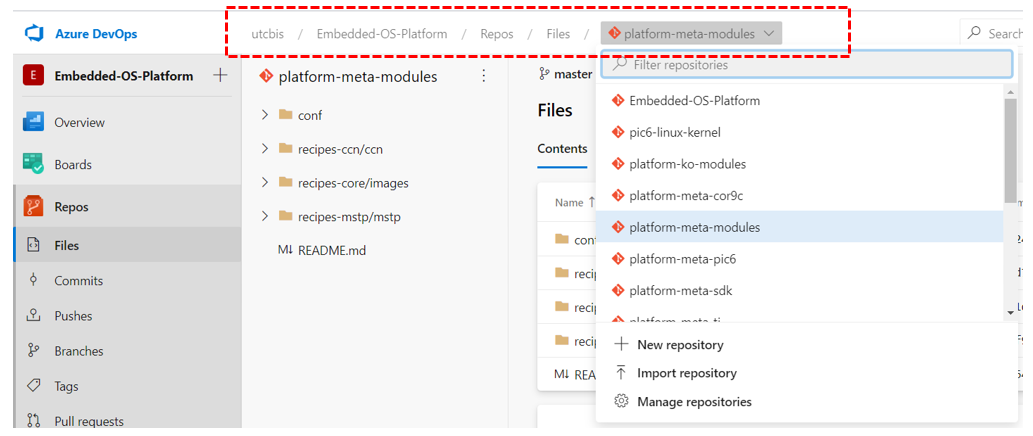 Azure DevOps
utcbis / Embedded-OS-Platform / Repos / Files / platform-meta-modules
Search
E Embedded-OS-Platform +
Overview
Boards
Repos
Files
Commits
Pushes
Branches
Tags
Pull requests
platform-meta-modules
conf
recipes-ccn/ccn
recipes-core/images
recipes-mstp/mstp
M↓ README.md
master
Files
Contents
Name ↑
con
recip
recip
recip
M↓ REA
Filter repositories
Embedded-OS-Platform
pic6-linux-kernel
platform-ko-modules
platform-meta-cor9c
platform-meta-modules
platform-meta-pic6
platform-meta-sdk
platform-meta-ti
+ New repository
Import repository
Manage repositories